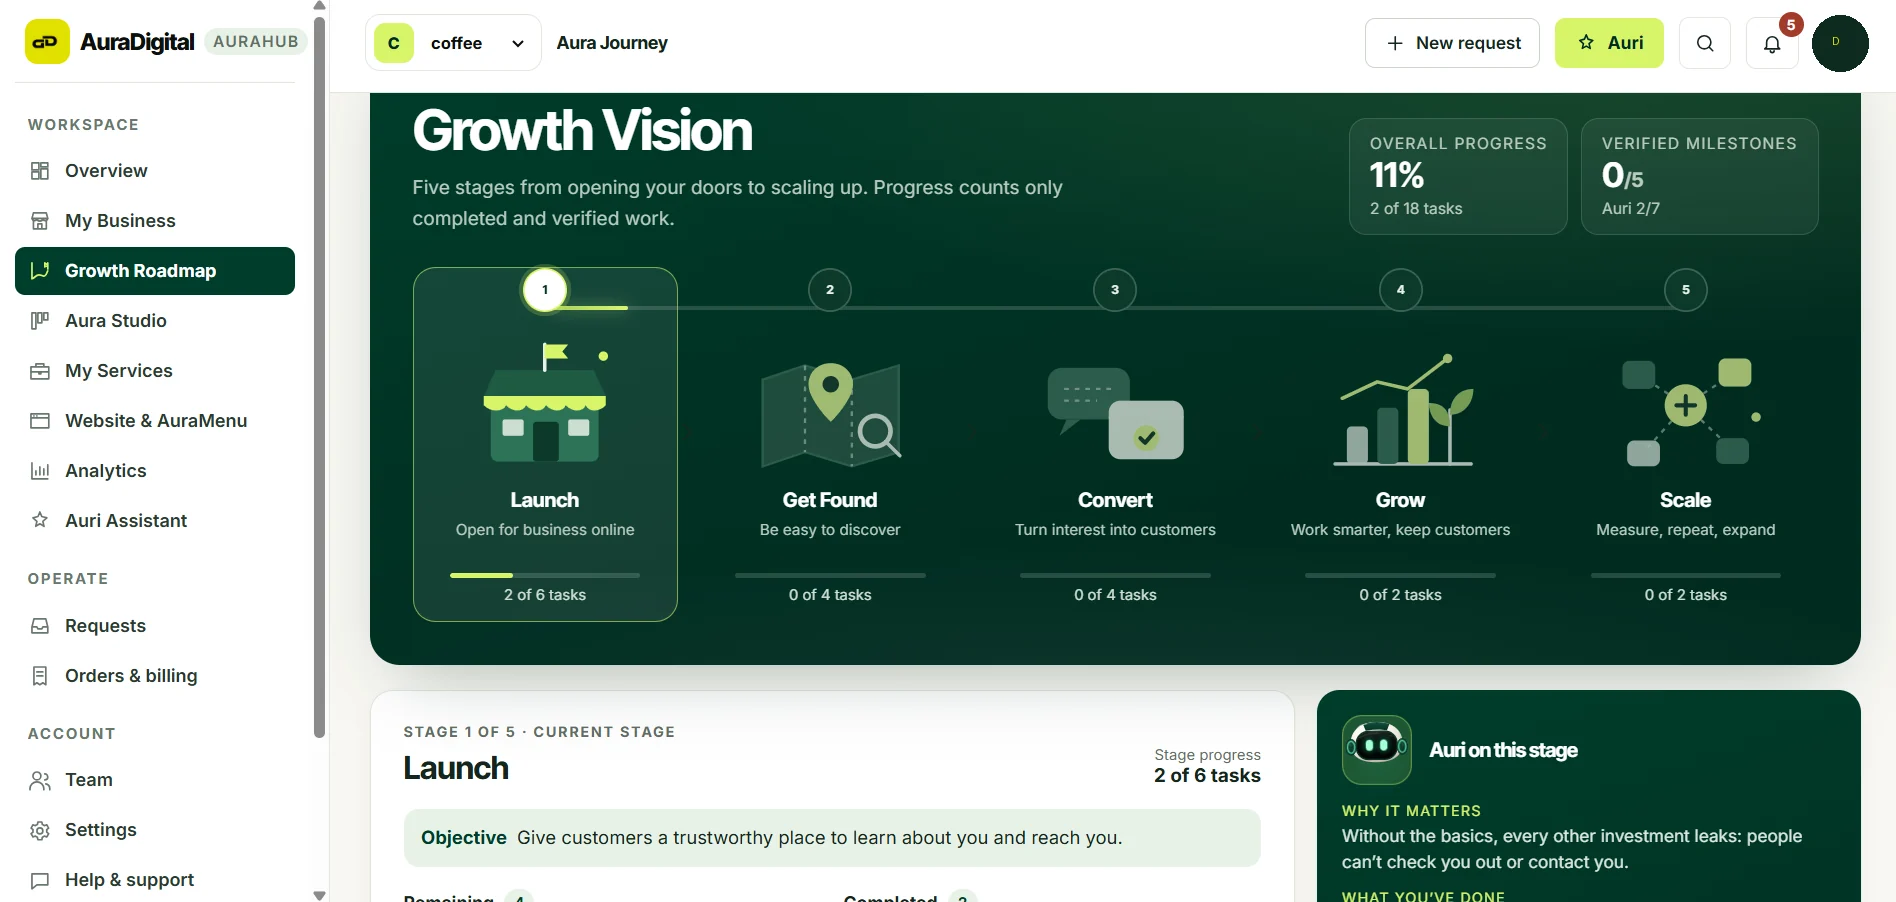 AuraDigital
AURAHUB
WORKSPACE
Overview
My Business
Growth Roadmap
Aura Studio
My Services
Website & AuraMenu
Analytics
Auri Assistant
OPERATE
Requests
Orders & billing
ACCOUNT
Team
Settings
Help & support
C
coffee
Aura Journey
New request
Auri
5
D
Growth Vision
Five stages from opening your doors to scaling up. Progress counts only
completed and verified work.
OVERALL PROGRESS
11%
2 of 18 tasks
VERIFIED MILESTONES
0/5
Auri 2/7
1
2
3
4
5
Launch
Open for business online
2 of 6 tasks
Get Found
Be easy to discover
0 of 4 tasks
Convert
Turn interest into customers
0 of 4 tasks
Grow
Work smarter, keep customers
0 of 2 tasks
Scale
Measure, repeat, expand
0 of 2 tasks
STAGE 1 OF 5 · CURRENT STAGE
Launch
Stage progress
2 of 6 tasks
Objective Give customers a trustworthy place to learn about you and reach you.
Remaining 4
Completed 2
Auri on this stage
WHY IT MATTERS
Without the basics, every other investment leaks: people
can't check you out or contact you.
WHAT YOU'VE DONE